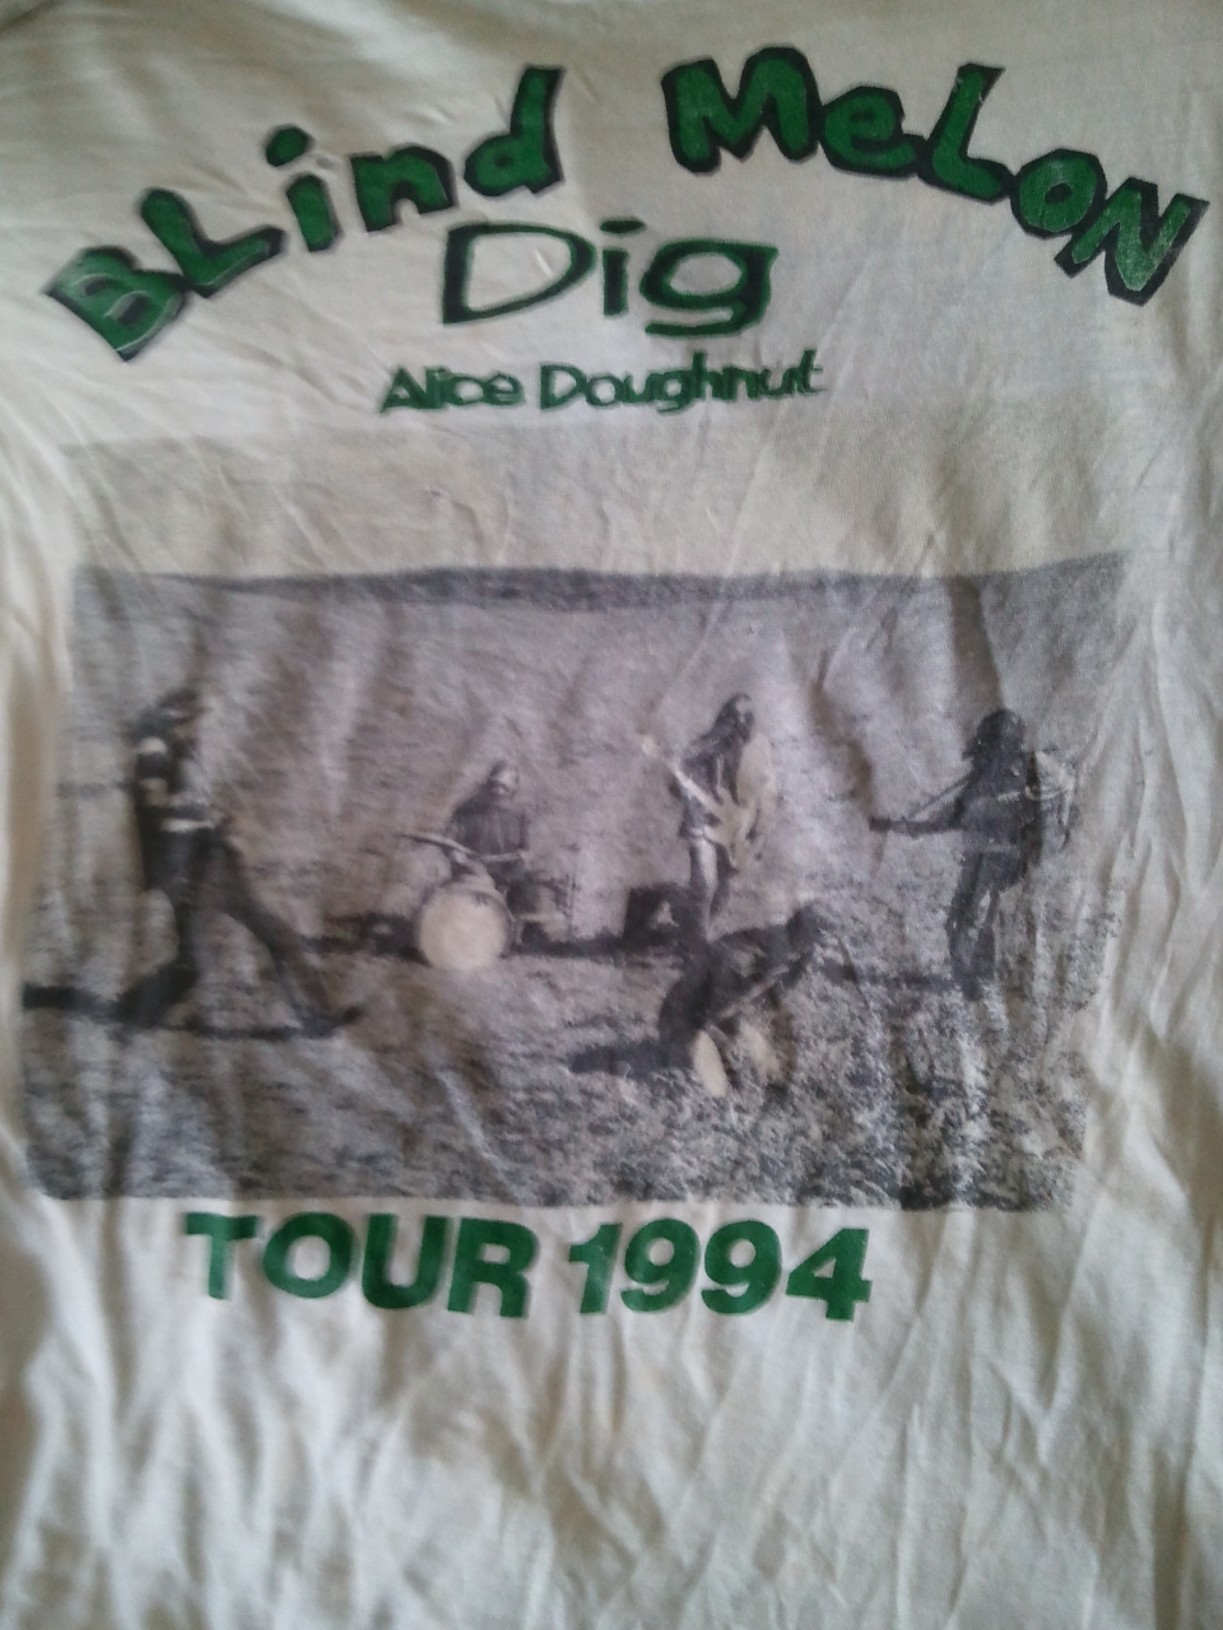 BLind MeLoN
Dig
Alice Doughnut
TOUR 1994